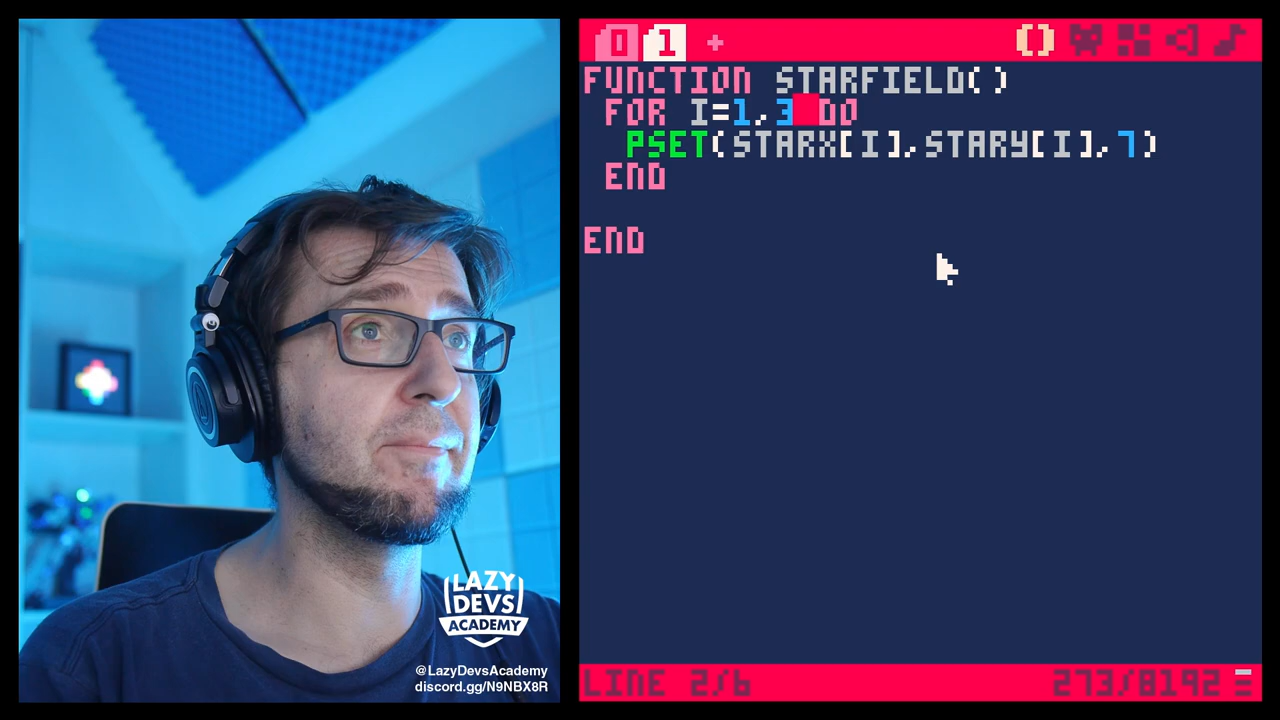 LAZY
DEVS
ACADEMY
@LazyDevsAcademy
discord.gg/N9NBX8R
0 1 +
FUNCTION STARFIELD()
FOR I=1,3 DO
PSET(STARX[I],STARY[I],7)
END
END
LINE 2/6
273/8192